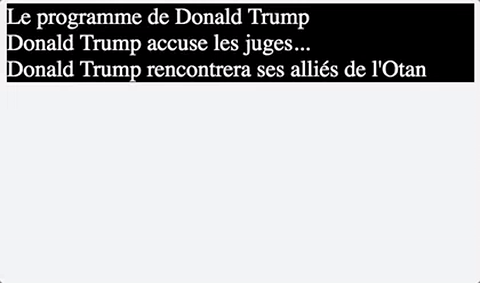 Le programme de Donald Trump
Donald Trump accuse les juges...
Donald Trump rencontrera ses alliés de l'Otan